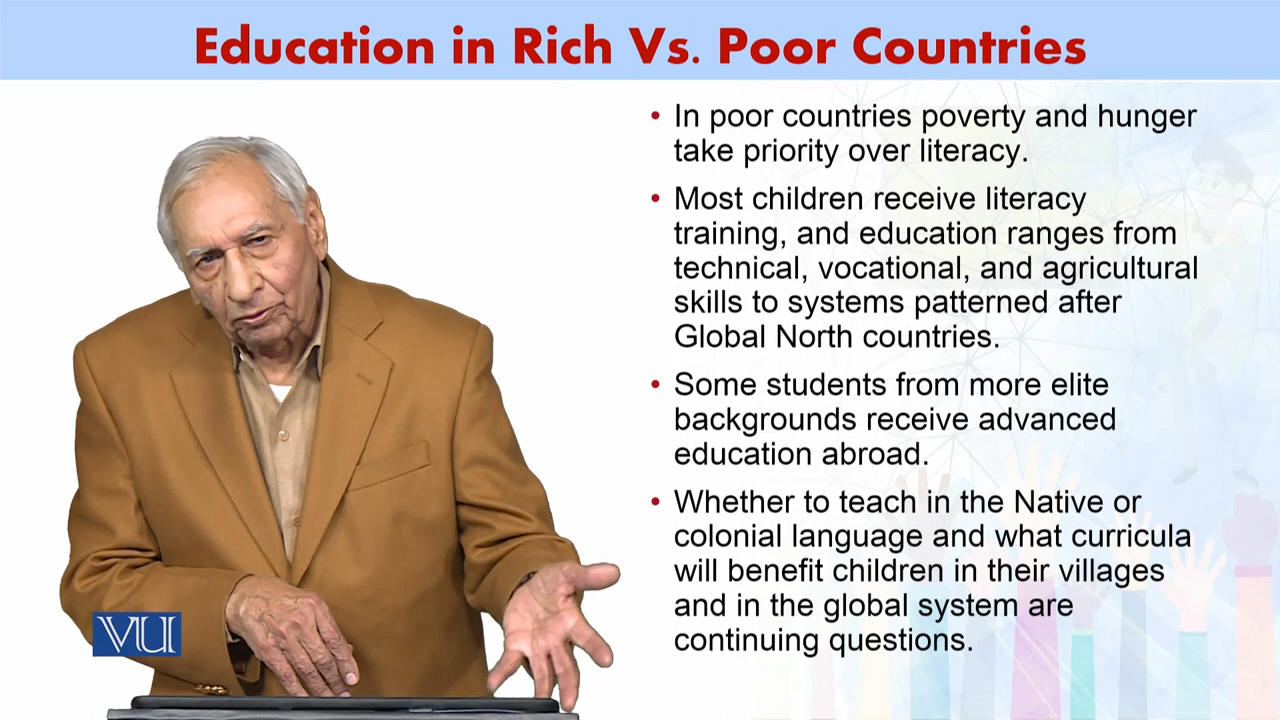 Education in Rich Vs. Poor Countries
• In poor countries poverty and hunger
take priority over literacy.
• Most children receive literacy
training, and education ranges from
technical, vocational, and agricultural
skills to systems patterned after
Global North countries.
• Some students from more elite
backgrounds receive advanced
education abroad.
• Whether to teach in the Native or
colonial language and what curricula
will benefit children in their villages
and in the global system are
continuing questions.
VU